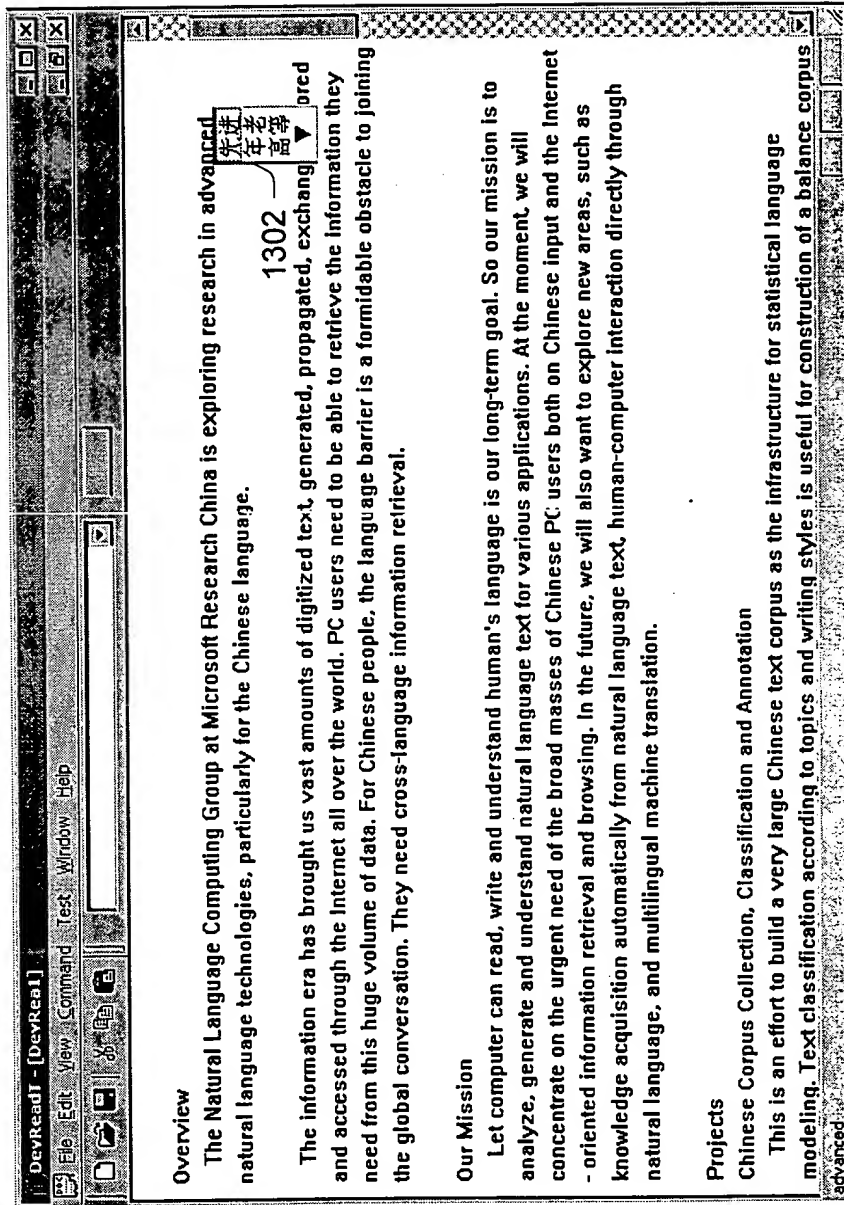 DevReadT - [DevRea1]
File Edit View Command Test Window Help
Overview
The Natural Language Computing Group at Microsoft Research China is exploring research in advanced
natural language technologies, particularly for the Chinese language.
先进
年老
高等
1302
The information era has brought us vast amounts of digitized text, generated, propagated, exchang ored
and accessed through the Internet all over the world. PC users need to be able to retrieve the information they
need from this huge volume of data. For Chinese people, the language barrier is a formidable obstacle to joining
the global conversation. They need cross-language information retrieval.
Our Mission
Let computer can read, write and understand human's language is our long-term goal. So our mission is to
analyze, generate and understand natural language text for various applications. At the moment, we will
concentrate on the urgent need of the broad masses of Chinese PC users both on Chinese input and the Internet
- oriented information retrieval and browsing. In the future, we will also want to explore new areas, such as
knowledge acquisition automatically from natural language text, human-computer interaction directly through
natural language, and multilingual machine translation.
Projects
Chinese Corpus Collection, Classification and Annotation
This is an effort to build a very large Chinese text corpus as the infrastructure for statistical language
modeling. Text classification according to topics and writing styles is useful for construction of a balance corpus
advanced